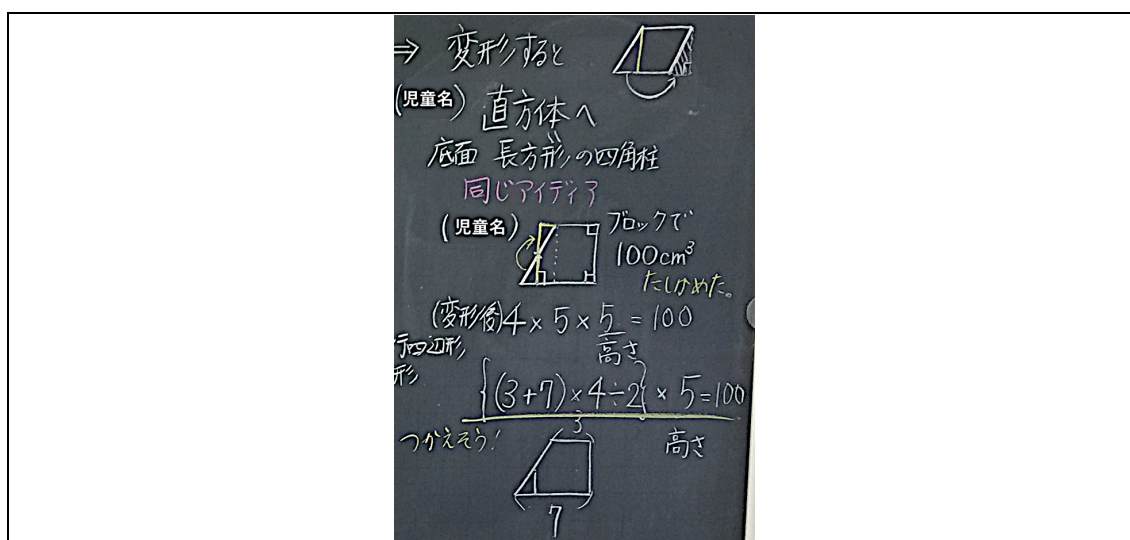 ⇒ 変形すると
(児童名) 直方体へ
底面 長方形の四角柱
同じアイディア
(児童名) ブロックで
100cm³
たしかめた。
(変形後) 4 × 5 × 5 = 100
高さ
四辺形
形
{(3+7)×4÷2} × 5 = 100
つかえそう!
高さ
3
7